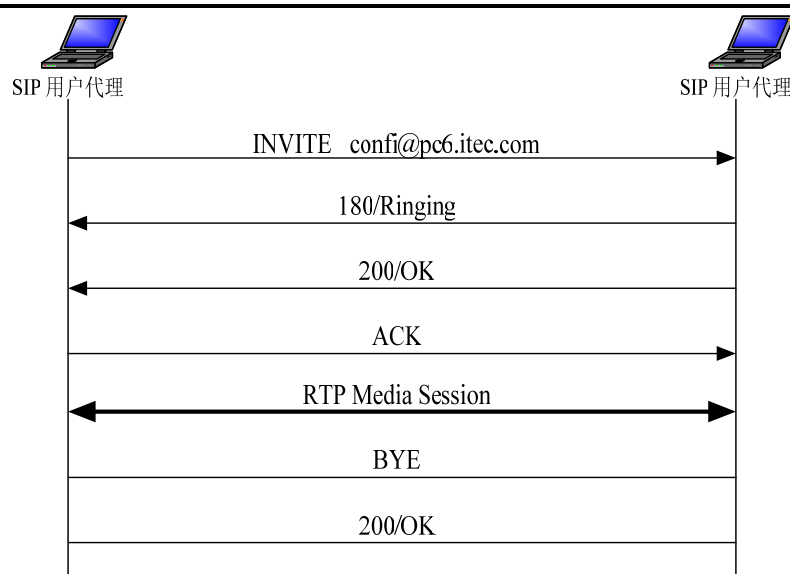 SIP 用户代理
SIP 用户代理
INVITE confi@pc6.itec.com
180/Ringing
200/OK
ACK
RTP Media Session
BYE
200/OK